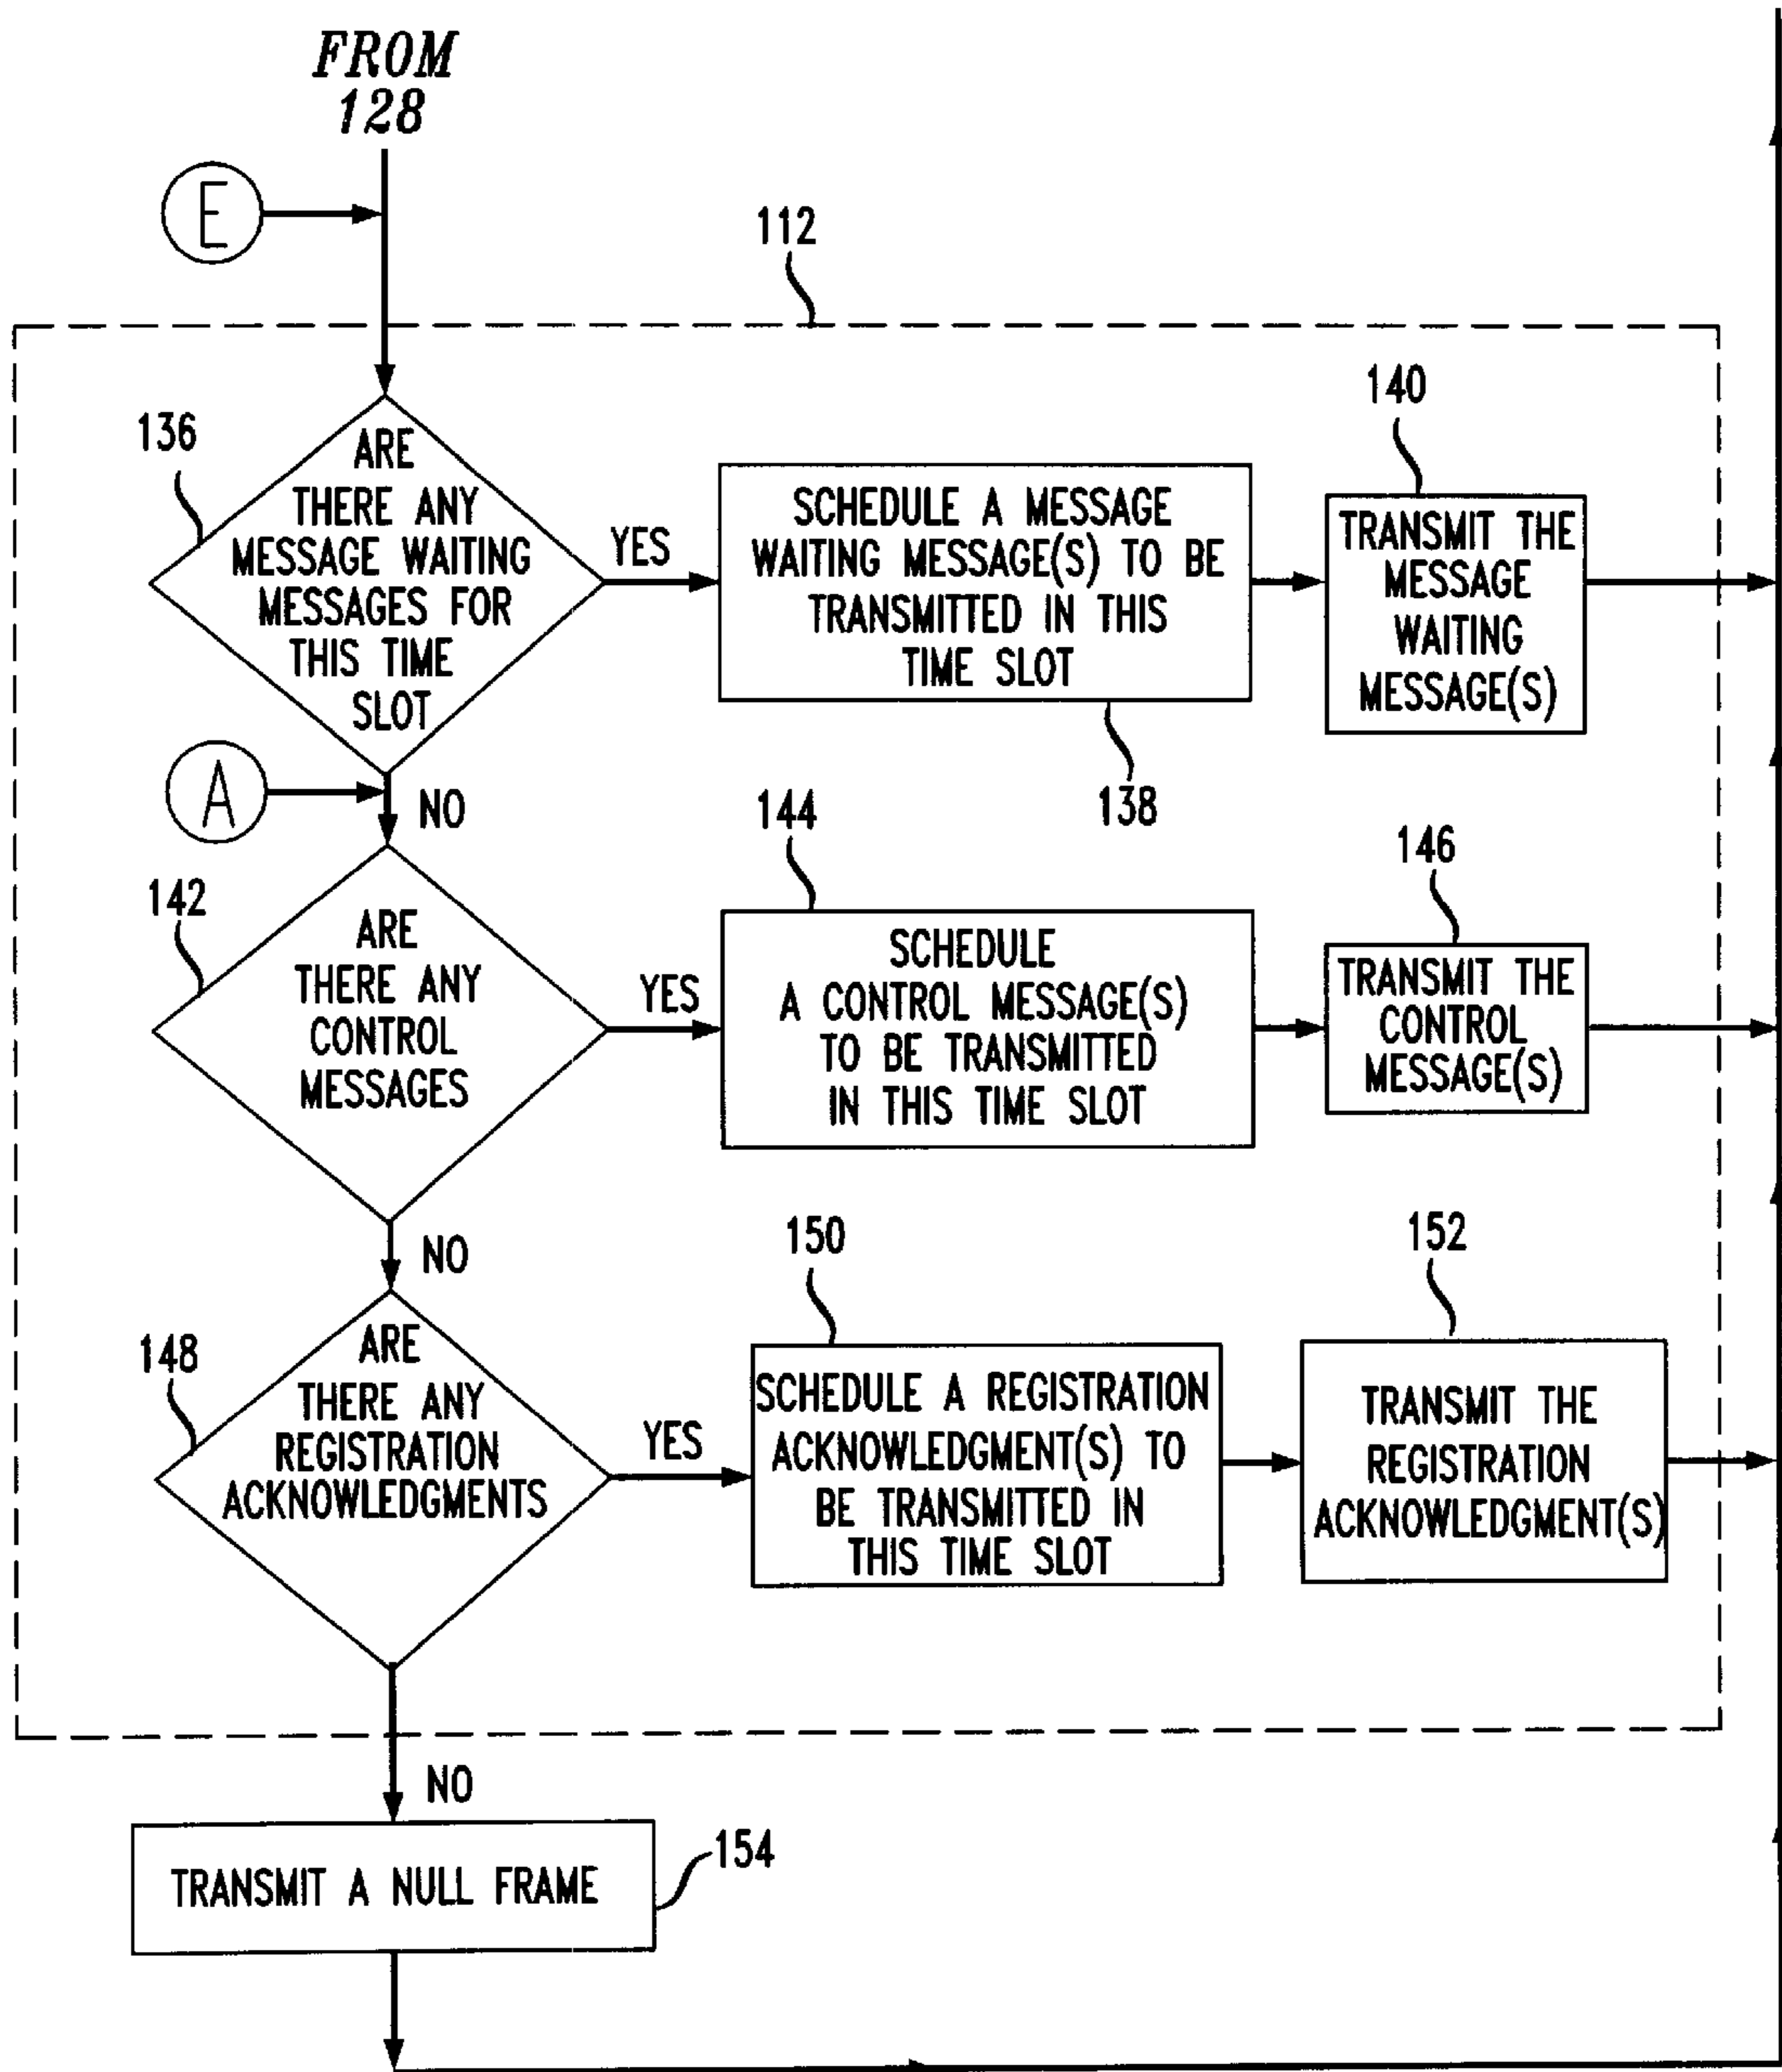 FROM
128
E
112
136
ARE
THERE ANY
MESSAGE WAITING
MESSAGES FOR
THIS TIME
SLOT
YES
SCHEDULE A MESSAGE
WAITING MESSAGE(S) TO BE
TRANSMITTED IN THIS
TIME SLOT
138
140
TRANSMIT THE
MESSAGE
WAITING
MESSAGE(S)
A
NO
142
ARE
THERE ANY
CONTROL
MESSAGES
YES
144
SCHEDULE
A CONTROL MESSAGE(S)
TO BE TRANSMITTED
IN THIS TIME SLOT
146
TRANSMIT THE
CONTROL
MESSAGE(S)
NO
148
ARE
THERE ANY
REGISTRATION
ACKNOWLEDGMENTS
YES
150
SCHEDULE A REGISTRATION
ACKNOWLEDGMENT(S) TO
BE TRANSMITTED IN
THIS TIME SLOT
152
TRANSMIT THE
REGISTRATION
ACKNOWLEDGMENT(S)
NO
TRANSMIT A NULL FRAME
154